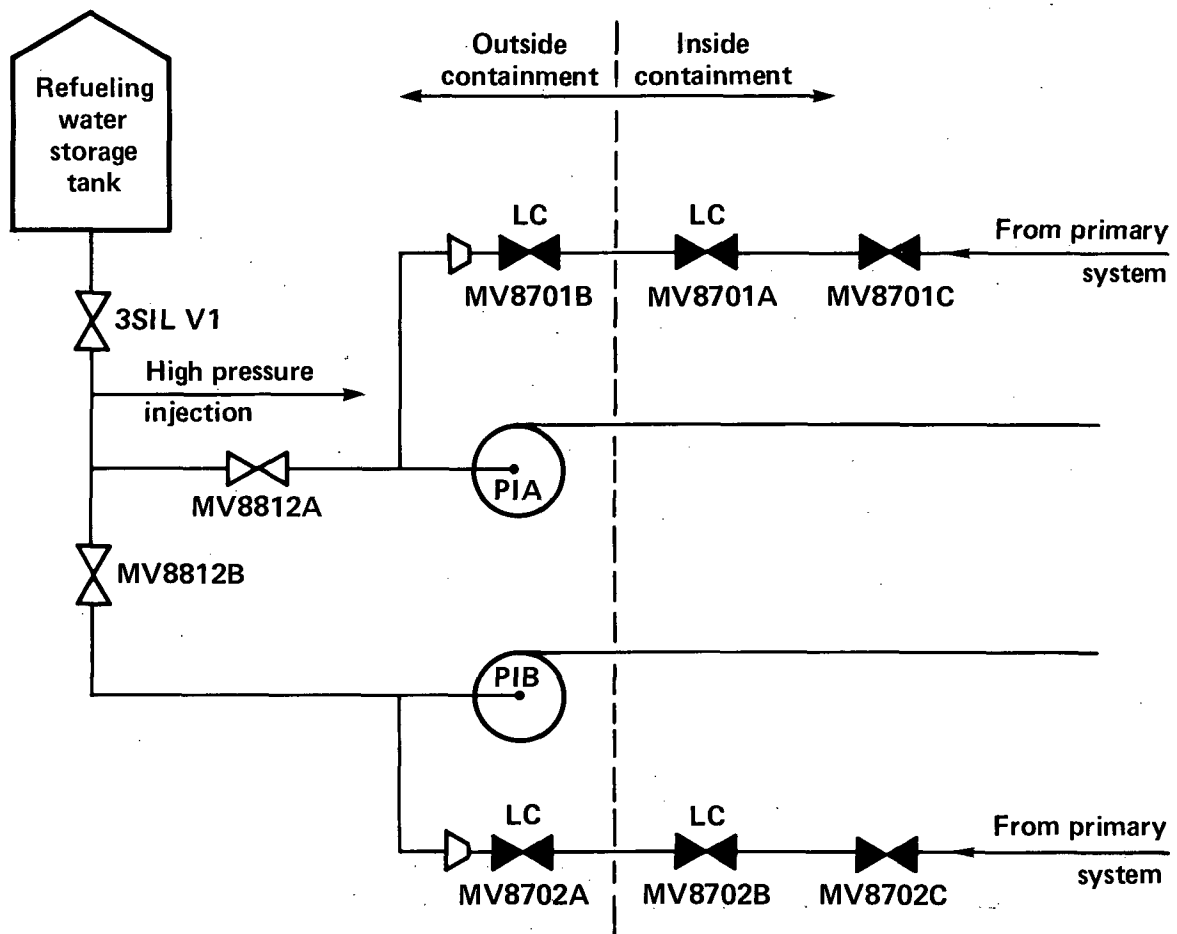 Refueling
water
storage
tank
Outside
containment
Inside
containment
LC
LC
From primary
system
MV8701B
MV8701A
MV8701C
3SIL V1
High pressure
injection
MV8812A
PIA
MV8812B
PIB
LC
LC
From primary
system
MV8702A
MV8702B
MV8702C